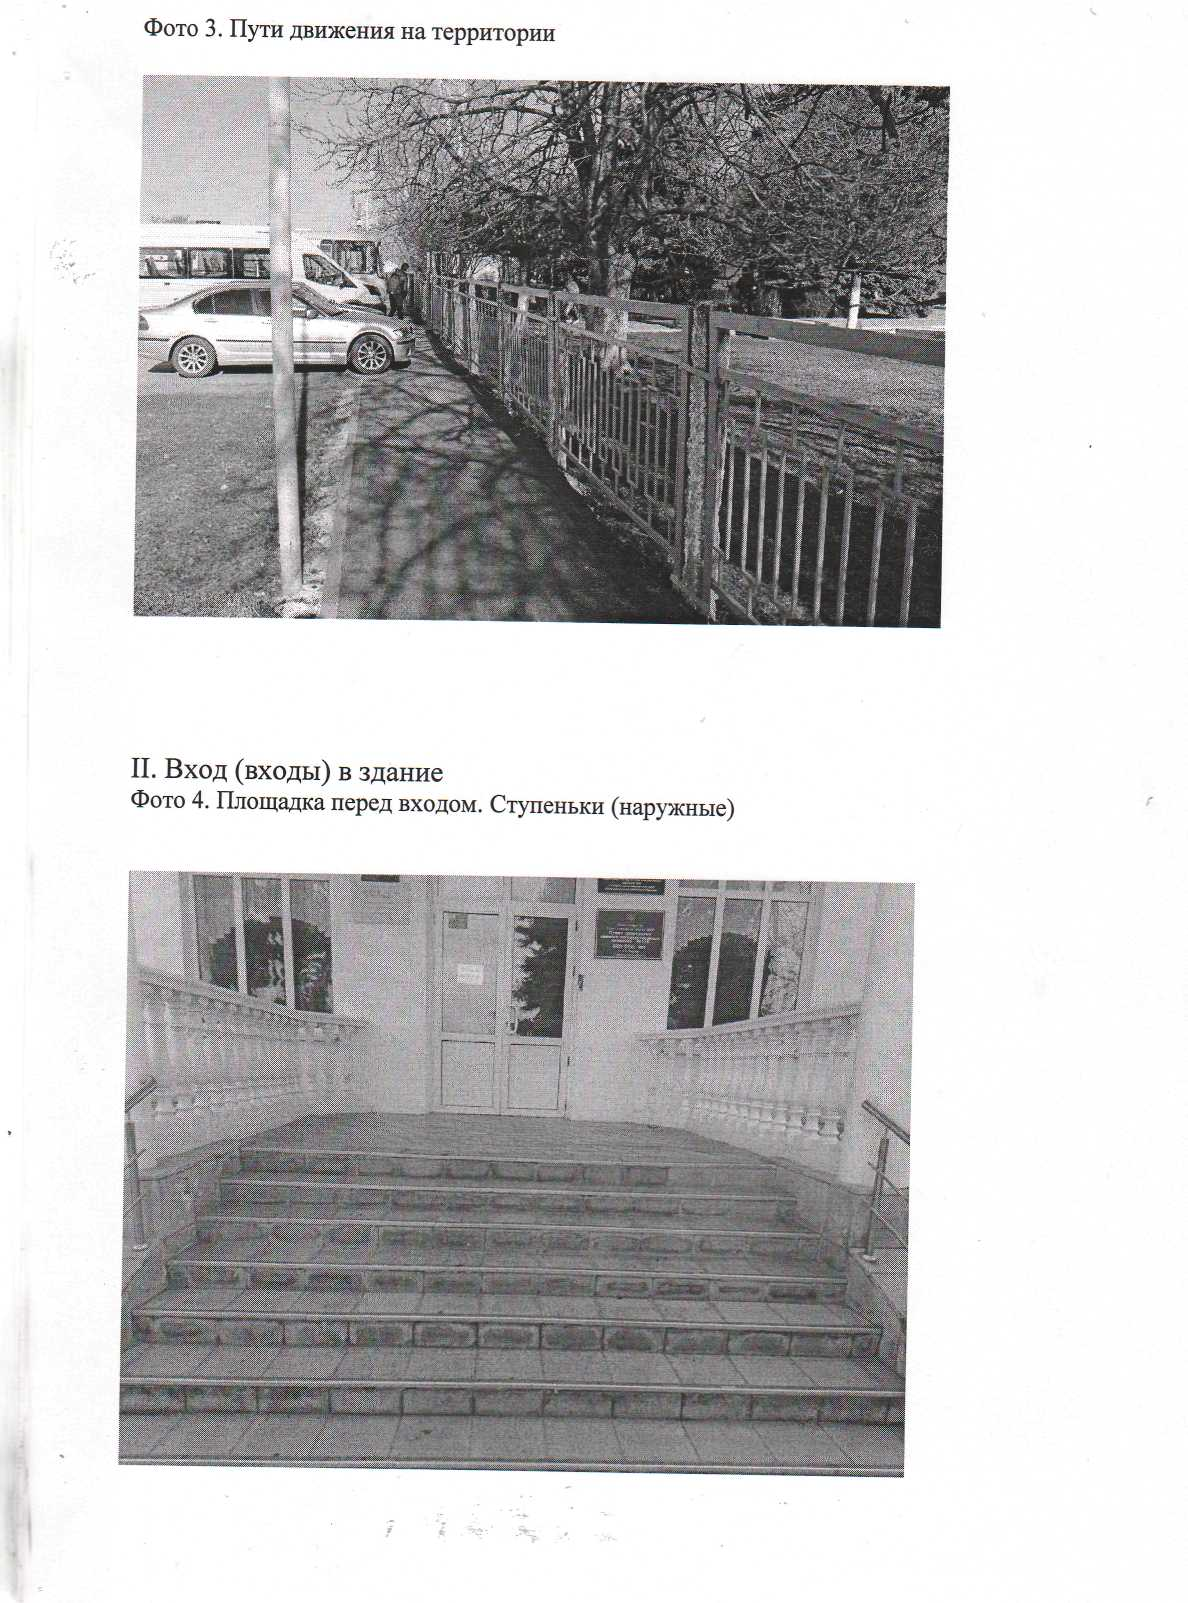 Фото 3. Пути движения на территории
II. Вход (входы) в здание
Фото 4. Площадка перед входом. Ступеньки (наружные)